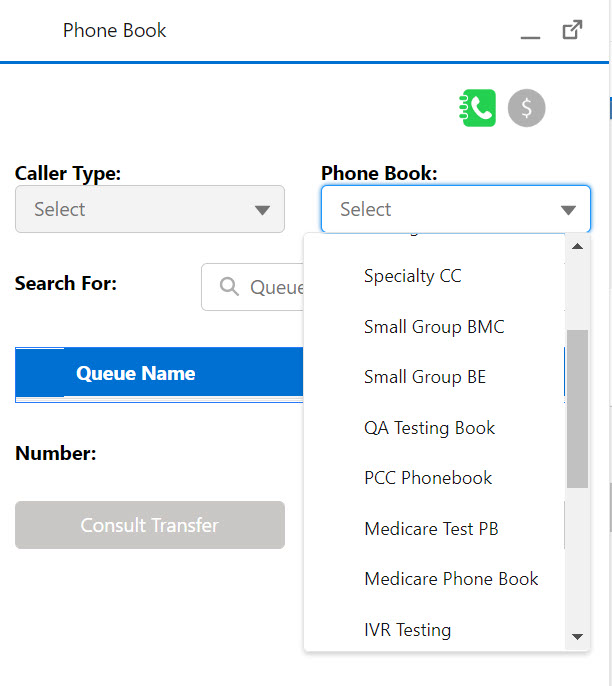 Phone Book
$
Caller Type:
Phone Book:
Select
Select
Search For:
Queue
Specialty CC
Small Group BMC
Queue Name
Small Group BE
QA Testing Book
Number:
PCC Phonebook
Consult Transfer
Medicare Test PB
Medicare Phone Book
IVR Testing